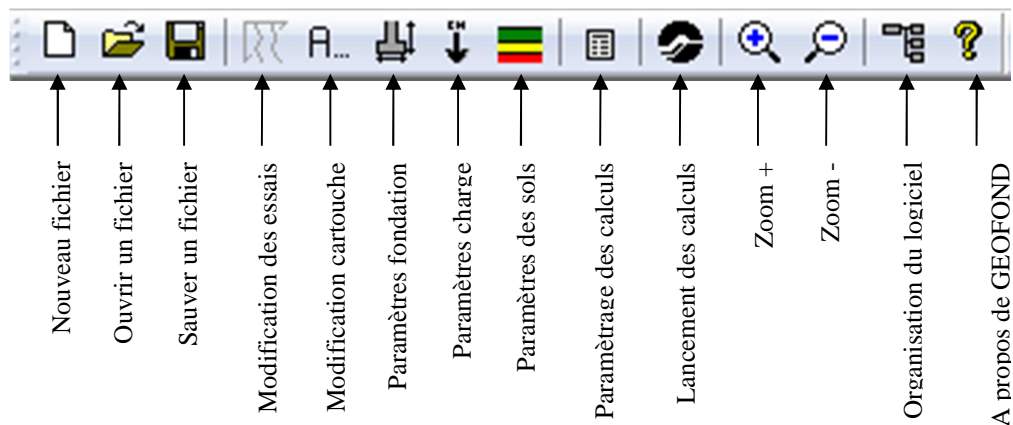 A...
CM
Nouveau fichier
Ouvrir un fichier
Sauver un fichier
Modification des essais
Modification cartouche
Paramètres fondation
Paramètres charge
Paramètres des sols
Paramètrage des calculs
Lancement des calculs
Zoom +
Zoom -
Organisation du logiciel
A propos de GEOFOND